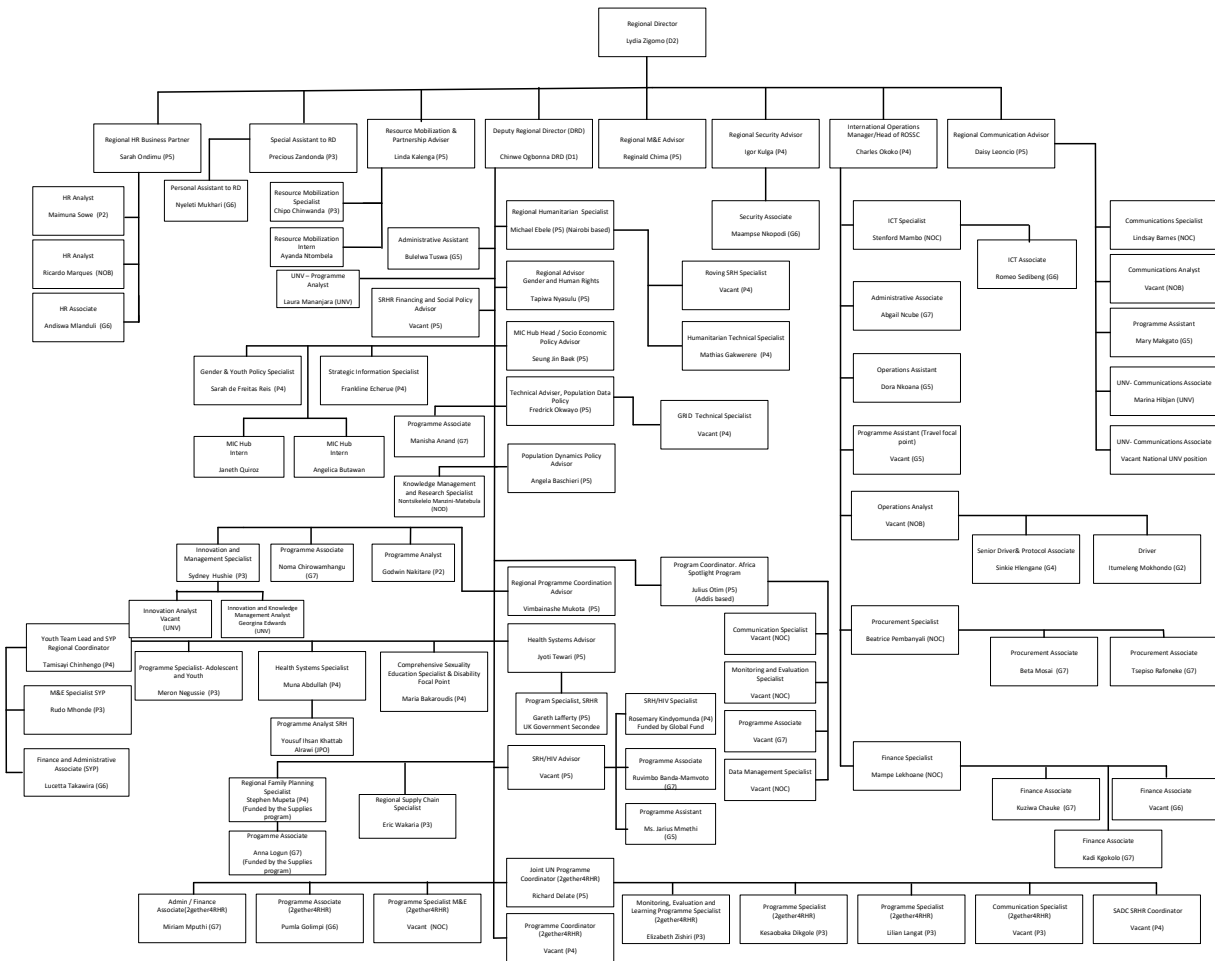 Regional Director
Lydia Zigomo (D2)
Regional HR Business Partner
Sarah Ondimu (P5)
Special Assistant to RD
Precious Zandonda (P3)
Resource Mobilization &
Partnership Adviser
Linda Kalenga (P5)
Deputy Regional Director (DRD)
Chinwe Ogbonna DRD (D1)
Regional M&E Advisor
Reginald Chima (P5)
Regional Security Advisor
Igor Kulga (P4)
International Operations
Manager/Head of ROSSC
Charles Okoko (P4)
Regional Communication Advisor
Daisy Leoncio (P5)
HR Analyst
Maimuna Sowe (P2)
HR Analyst
Ricardo Marques (NOB)
HR Associate
Andiswa Mlanduli (G6)
Personal Assistant to RD
Nyeleti Mukhari (G6)
Resource Mobilization
Specialist
Chipo Chinwanda (P3)
Resource Mobilization
Intern
Ayanda Ntombela
Administrative Assistant
Bulelwa Tuswa (G5)
UNV – Programme
Analyst
Laura Mananjara (UNV)
SRHR Financing and Social Policy
Advisor
Vacant (P5)
Regional Humanitarian Specialist
Michael Ebele (P5) (Nairobi based)
Regional Advisor
Gender and Human Rights
Tapiwa Nyasulu (P5)
MIC Hub Head / Socio Economic
Policy Advisor
Seung Jin Baek (P5)
Technical Adviser, Population Data
Policy
Fredrick Okwayo (P5)
Population Dynamics Policy
Advisor
Angela Baschieri (P5)
Security Associate
Maampse Nkopodi (G6)
Roving SRH Specialist
Vacant (P4)
Humanitarian Technical Specialist
Mathias Gakwerere (P4)
GRID Technical Specialist
Vacant (P4)
Gender & Youth Policy Specialist
Sarah de Freitas Reis (P4)
Strategic Information Specialist
Frankline Echerue (P4)
MIC Hub
Intern
Janeth Quiroz
MIC Hub
Intern
Angelica Butawan
Programme Associate
Manisha Anand (G7)
Knowledge Management
and Research Specialist
Nontsikelelo Manzini-Matebula
(NOD)
ICT Specialist
Stenford Mambo (NOC)
ICT Associate
Romeo Sedibeng (G6)
Administrative Associate
Abgail Ncube (G7)
Operations Assistant
Dora Nkoana (G5)
Programme Assistant (Travel focal
point)
Vacant (G5)
Operations Analyst
Vacant (NOB)
Senior Driver& Protocol Associate
Sinkie Hlengane (G4)
Driver
Itumeleng Mokhondo (G2)
Procurement Specialist
Beatrice Pembanyali (NOC)
Procurement Associate
Beta Mosai (G7)
Procurement Associate
Tsepiso Rafoneke (G7)
Finance Specialist
Mampe Lekhoane (NOC)
Finance Associate
Kuziwa Chauke (G7)
Finance Associate
Vacant (G6)
Finance Associate
Kadi Kgokolo (G7)
Communications Specialist
Lindsay Barnes (NOC)
Communications Analyst
Vacant (NOB)
Programme Assistant
Mary Makgato (G5)
UNV- Communications Associate
Marina Hibjan (UNV)
UNV- Communications Associate
Vacant National UNV position
Innovation and
Management Specialist
Sydney Hushie (P3)
Programme Associate
Noma Chirowamhangu
(G7)
Programme Analyst
Godwin Nakitare (P2)
Innovation Analyst
Vacant
(UNV)
Innovation and Knowledge
Management Analyst
Georgina Edwards
(UNV)
Regional Programme Coordination
Advisor
Vimbainashe Mukota (P5)
Program Coordinator. Africa
Spotlight Program
Julius Otim (P5)
(Addis based)
Communication Specialist
Vacant (NOC)
Monitoring and Evaluation
Specialist
Vacant (NOC)
Programme Associate
Vacant (G7)
Data Management Specialist
Vacant (NOC)
Youth Team Lead and SYP
Regional Coordinator
Tamisayi Chinhengo (P4)
M&E Specialist SYP
Rudo Mhonde (P3)
Finance and Administrative
Associate (SYP)
Lucetta Takawira (G6)
Programme Specialist- Adolescent
and Youth
Meron Negussie (P3)
Health Systems Specialist
Muna Abdullah (P4)
Comprehensive Sexuality
Education Specialist & Disability
Focal Point
Maria Bakaroudis (P4)
Programme Analyst SRH
Yousuf Ihsan Khattab
Alrawi (JPO)
Health Systems Advisor
Jyoti Tewari (P5)
Program Specialist, SRHR
Gareth Lafferty (P5)
UK Government Secondee
SRH/HIV Advisor
Vacant (P5)
SRH/HIV Specialist
Rosemary Kindyomunda (P4)
Funded by Global Fund
Programme Associate
Ruvimbo Banda-Mamvoto
(G7)
Programme Assistant
Ms. Jarius Mmethi
(G5)
Regional Family Planning
Specialist
Stephen Mupeta (P4)
(Funded by the Supplies
program)
Regional Supply Chain
Specialist
Eric Wakaria (P3)
Progamme Associate
Anna Logun (G7)
(Funded by the Supplies
program)
Joint UN Programme
Coordinator (2gether4RHR)
Richard Delate (P5)
Admin / Finance
Associate(2gether4RHR)
Miriam Mputhi (G7)
Programme Associate
(2gether4RHR)
Pumla Golimpi (G6)
Programme Specialist M&E
(2gether4RHR)
Vacant (NOC)
Programme Coordinator
(2gether4RHR)
Vacant (P4)
Monitoring, Evaluation and
Learning Programme Specialist
(2gether4RHR)
Elizabeth Zishiri (P3)
Programme Specialist
(2gether4RHR)
Kesaobaka Dikgole (P3)
Programme Specialist
(2gether4RHR)
Lilian Langat (P3)
Communication Specialist
(2gether4RHR)
Vacant (P3)
SADC SRHR Coordinator
Vacant (P4)